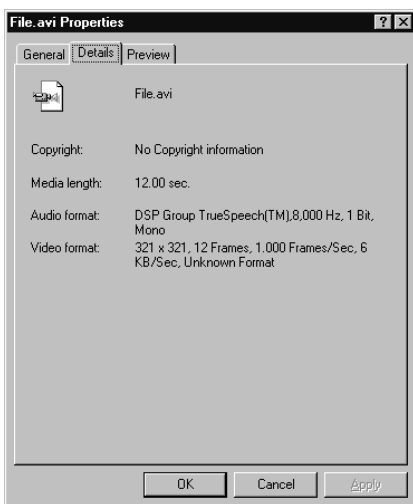 File.avi Properties
General Details Preview
File.avi
Copyright: No Copyright information
Media length: 12.00 sec.
Audio format: DSP Group TrueSpeech(TM),8,000 Hz, 1 Bit,
Mono
Video format: 321 x 321, 12 Frames, 1.000 Frames/Sec, 6
KB/Sec, Unknown Format
OK Cancel Apply